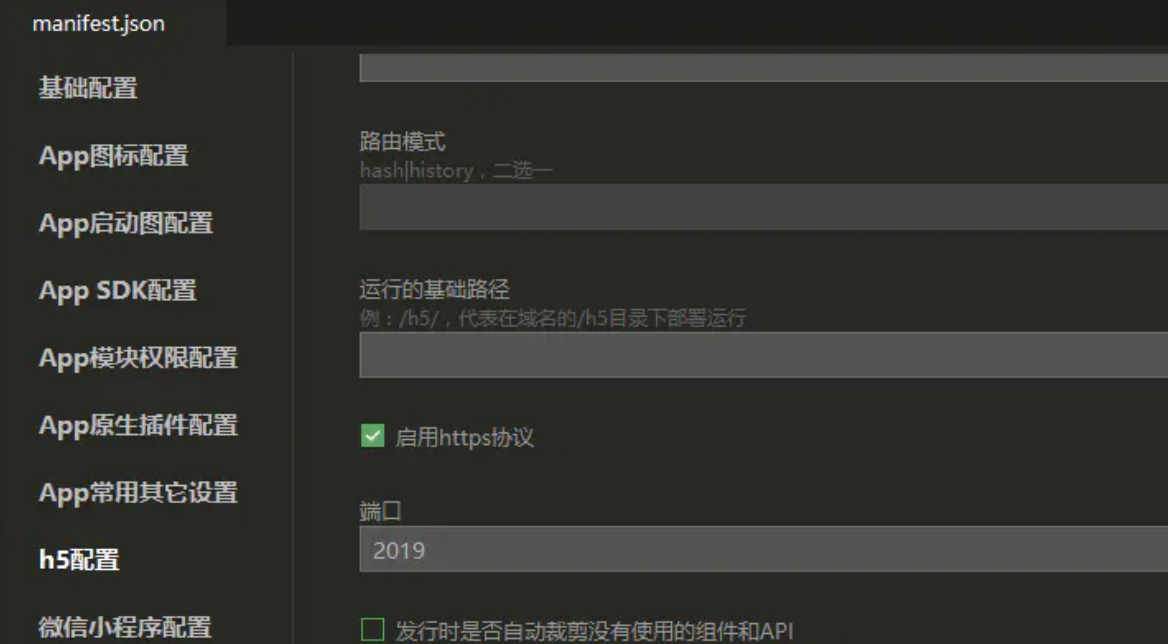 manifest.json
基础配置
App图标配置
App启动图配置
App SDK配置
App模块权限配置
App原生插件配置
App常用其它设置
h5配置
微信小程序配置
路由模式
hash|history，二选一
运行的基础路径
例：/h5/，代表在域名的/h5目录下部署运行
启用https协议
端口
2019
发行时是否自动裁剪没有使用的组件和API